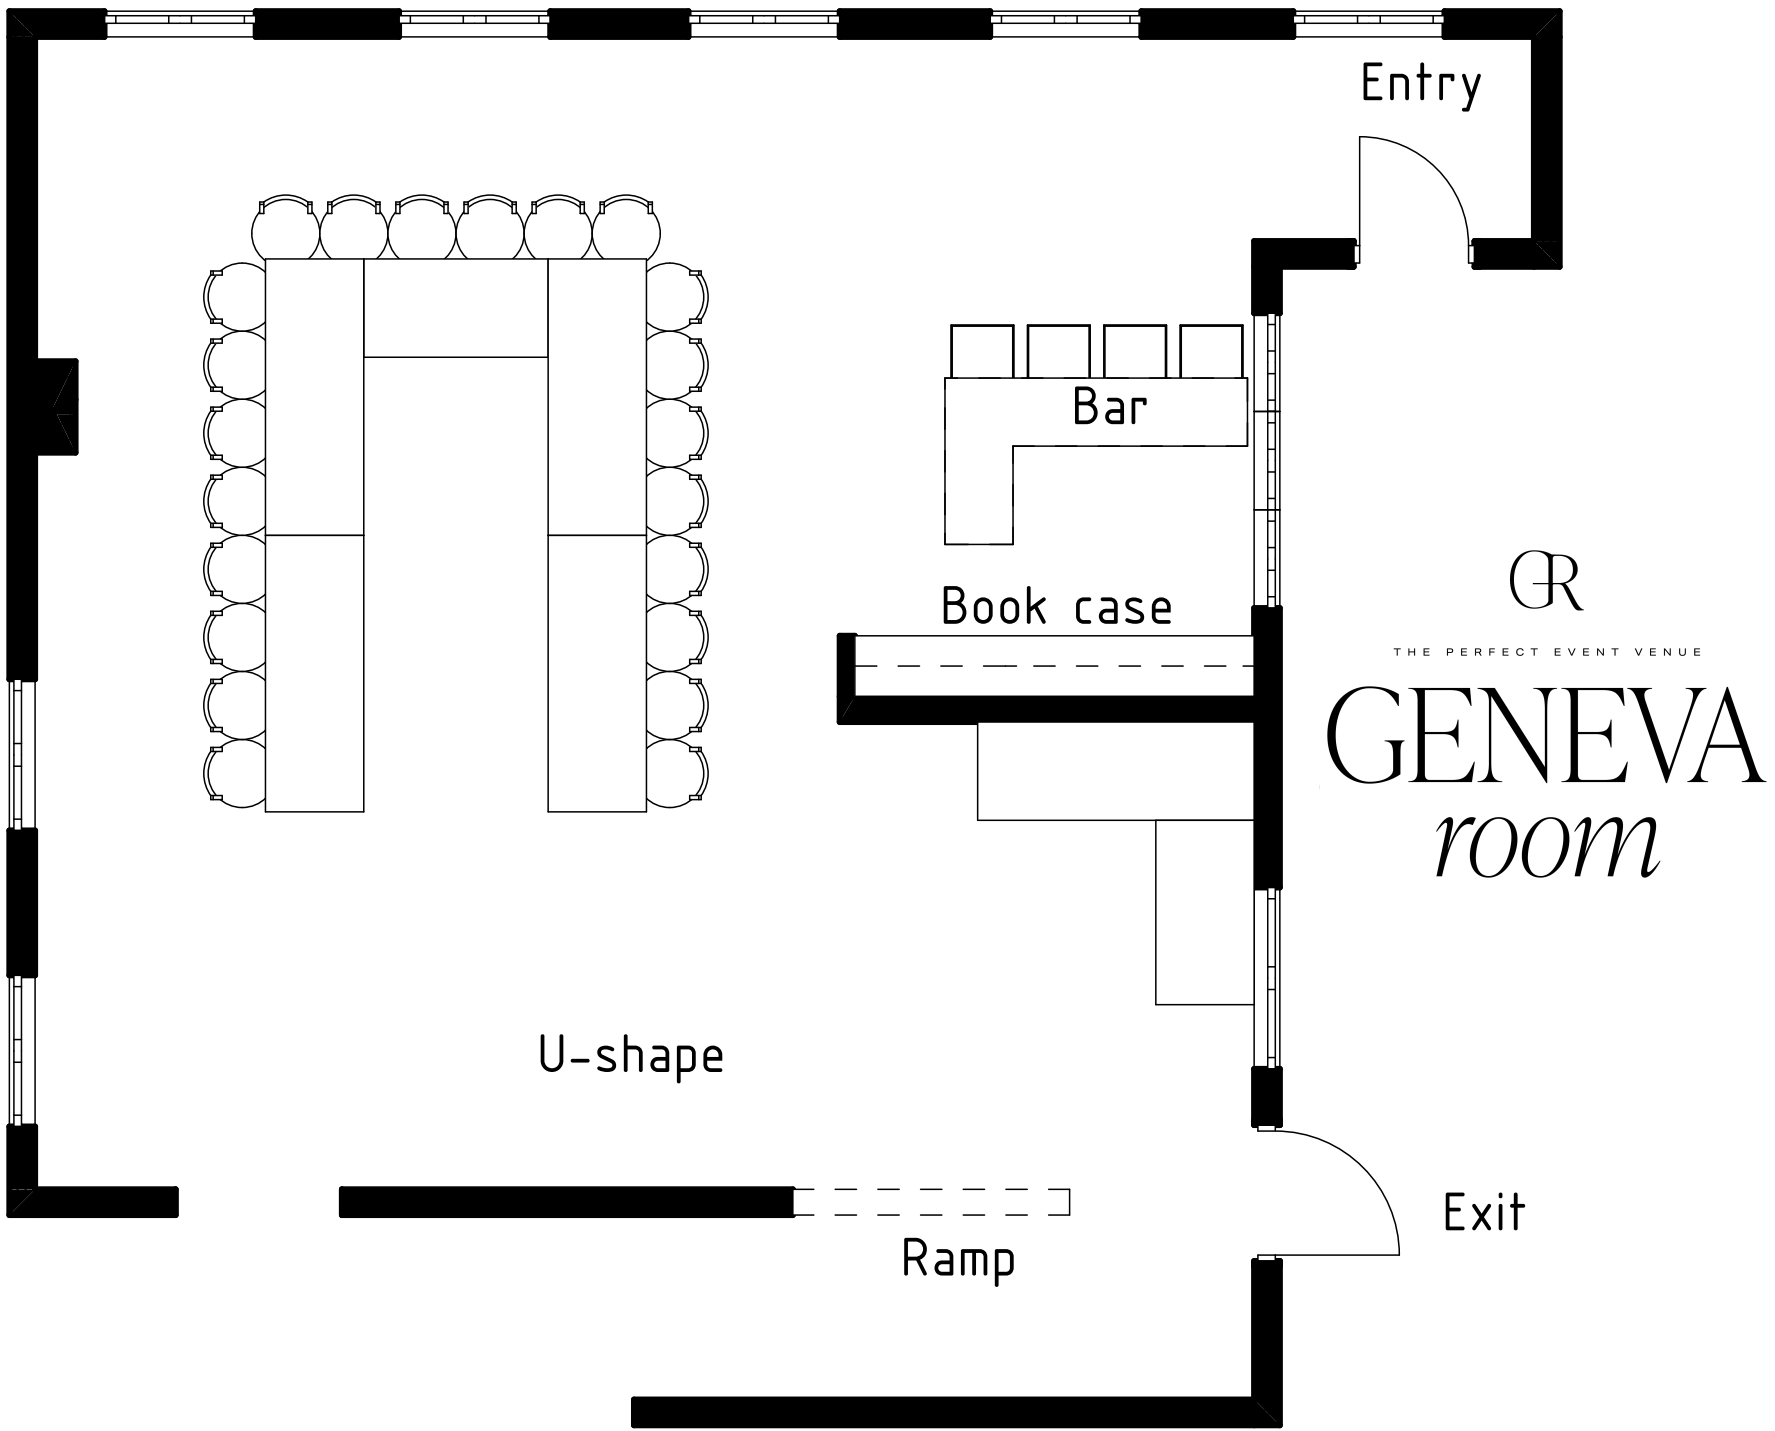 Entry
Bar
Book case
GR
THE PERFECT EVENT VENUE
GENEVA
room
U-shape
Exit
Ramp